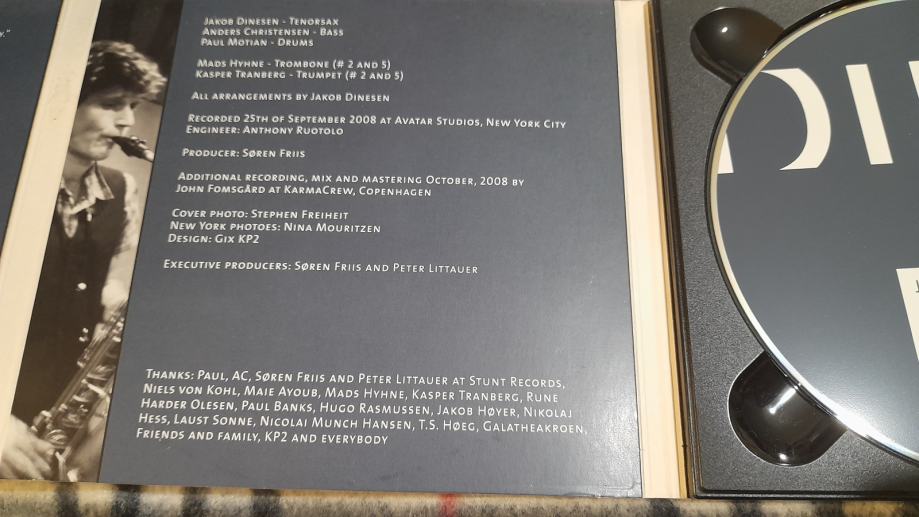 y."
Jakob Dinesen - Tenorsax
Anders Christensen - Bass
Paul Motian - Drums
Mads Hyhne - Trombone (# 2 and 5)
Kasper Tranberg - Trumpet (# 2 and 5)
All arrangements by Jakob Dinesen
Recorded 25th of September 2008 at Avatar Studios, New York City
Engineer: Anthony Ruotolo
Producer: Søren Friis
Additional recording, mix and mastering October, 2008 by
John Fomsgård at KarmaCrew, Copenhagen
Cover photo: Stephen Freiheit
New York photoes: Nina Mouritzen
Design: Gix KP2
Executive producers: Søren Friis and Peter Littauer
Thanks: Paul, AC, Søren Friis and Peter Littauer at Stunt Records,
Niels von Kohl, Maie Ayoub, Mads Hyhne, Kasper Tranberg, Rune
Harder Olesen, Paul Banks, Hugo Rasmussen, Jakob Høyer, Nikolaj
Hess, Laust Sonne, Nicolai Munch Hansen, T.S. Høeg, Galatheakroen,
Friends and family, KP2 and everybody
DI